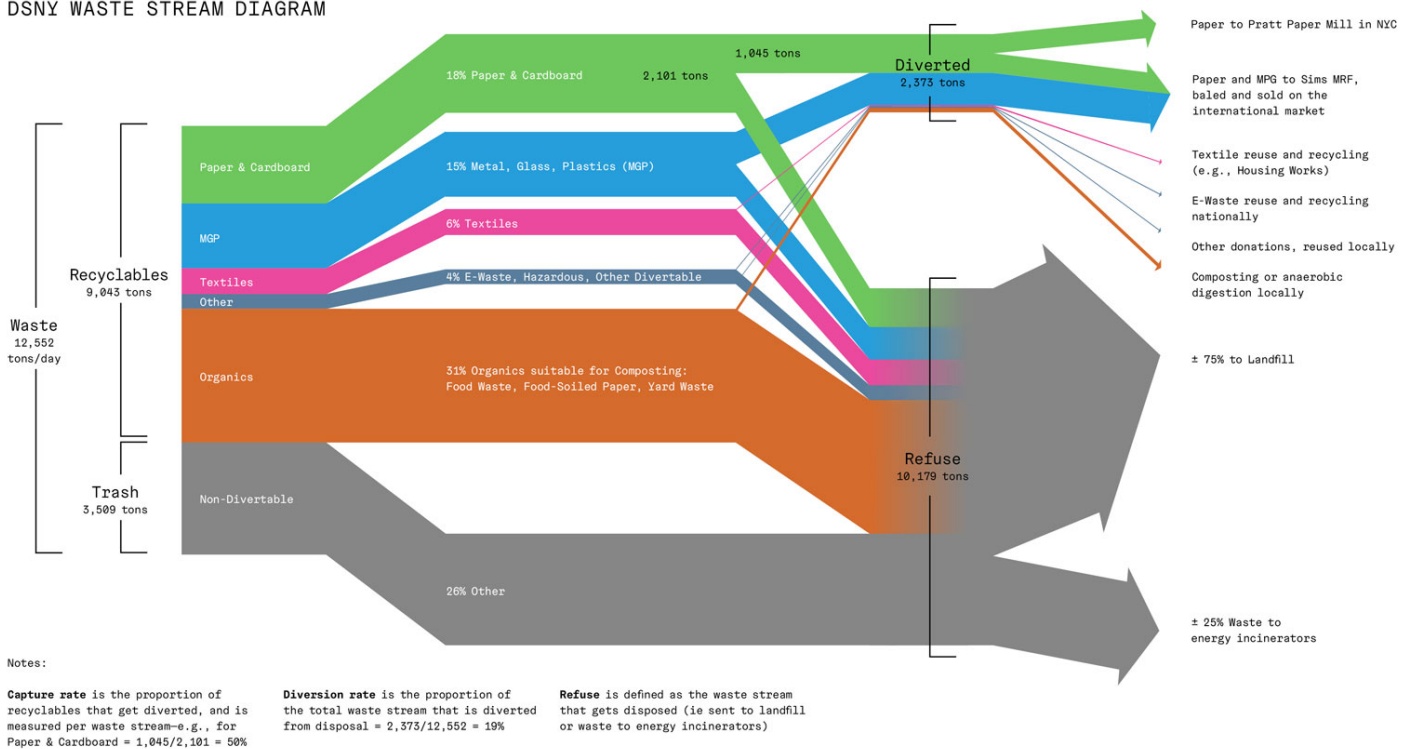 DSNY WASTE STREAM DIAGRAM
Waste
12,552
tons/day
Recyclables
9,043 tons
Trash
3,509 tons
Paper & Cardboard
MGP
Textiles
Other
Organics
Non-Divertable
18% Paper & Cardboard
2,101 tons
1,045 tons
15% Metal, Glass, Plastics (MGP)
6% Textiles
4% E-Waste, Hazardous, Other Divertable
31% Organics suitable for Composting:
Food Waste, Food-Soiled Paper, Yard Waste
26% Other
Diverted
2,373 tons
Refuse
10,179 tons
Paper to Pratt Paper Mill in NYC
Paper and MPG to Sims MRF,
baled and sold on the
international market
Textile reuse and recycling
(e.g., Housing Works)
E-Waste reuse and recycling
nationally
Other donations, reused locally
Composting or anaerobic
digestion locally
± 75% to Landfill
± 25% Waste to
energy incinerators
Notes:
Capture rate is the proportion of
recyclables that get diverted, and is
measured per waste stream—e.g., for
Paper & Cardboard = 1,045/2,101 = 50%
Diversion rate is the proportion of
the total waste stream that is diverted
from disposal = 2,373/12,552 = 19%
Refuse is defined as the waste stream
that gets disposed (ie sent to landfill
or waste to energy incinerators)